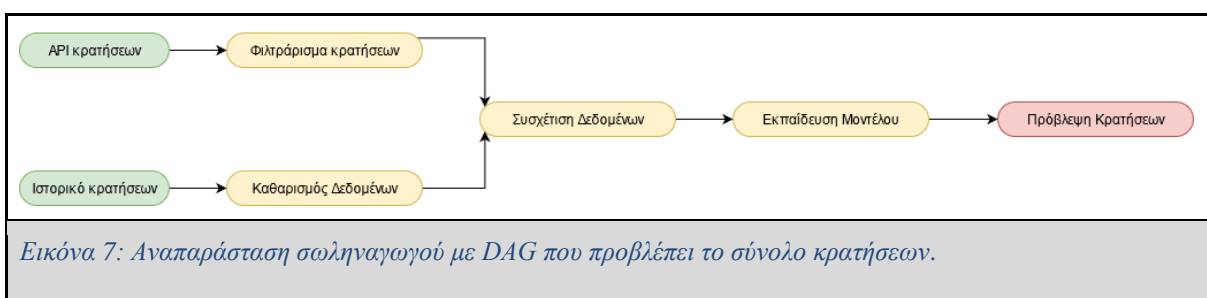 API κρατήσεων
Φιλτράρισμα κρατήσεων
Συσχέτιση Δεδομένων
Εκπαίδευση Μοντέλου
Πρόβλεψη Κρατήσεων
Ιστορικό κρατήσεων
Καθαρισμός Δεδομένων
Εικόνα 7: Αναπαράσταση σωληναγωγού με DAG που προβλέπει το σύνολο κρατήσεων.